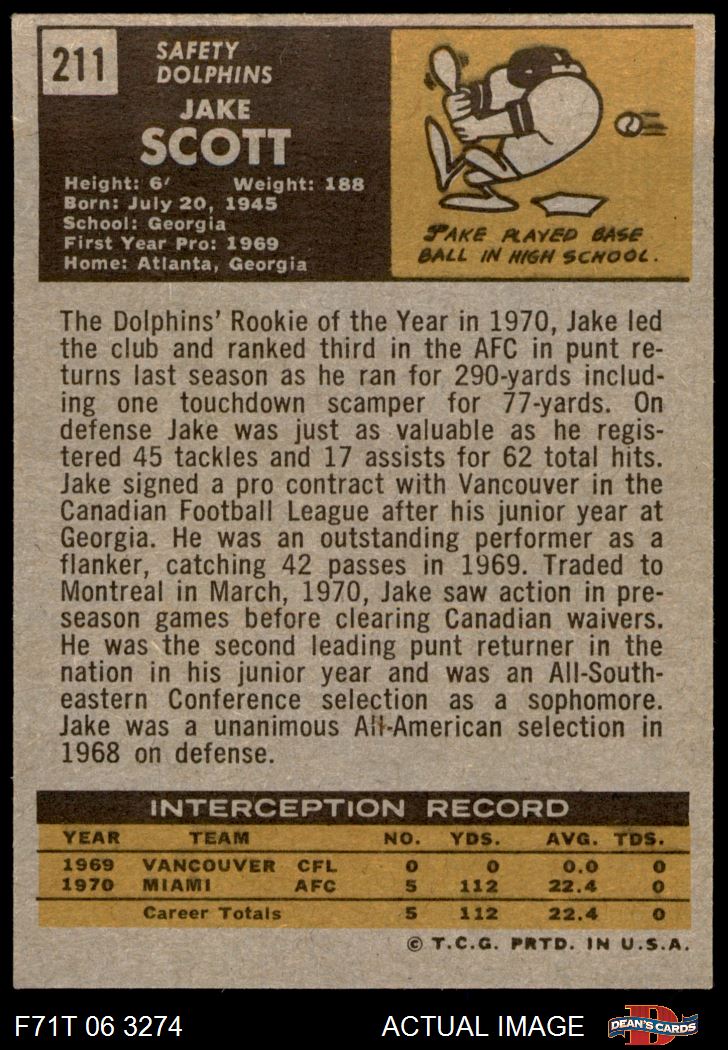 211
SAFETY
DOLPHINS
JAKE
SCOTT
Height: 6' Weight: 188
Born: July 20, 1945
School: Georgia
First Year Pro: 1969
Home: Atlanta, Georgia
JAKE PLAYED BASE
BALL IN HIGH SCHOOL.
The Dolphins' Rookie of the Year in 1970, Jake led
the club and ranked third in the AFC in punt re-
turns last season as he ran for 290-yards includ-
ing one touchdown scamper for 77-yards. On
defense Jake was just as valuable as he regis-
tered 45 tackles and 17 assists for 62 total hits.
Jake signed a pro contract with Vancouver in the
Canadian Football League after his junior year at
Georgia. He was an outstanding performer as a
flanker, catching 42 passes in 1969. Traded to
Montreal in March, 1970, Jake saw action in pre-
season games before clearing Canadian waivers.
He was the second leading punt returner in the
nation in his junior year and was an All-South-
eastern Conference selection as a sophomore.
Jake was a unanimous All-American selection in
1968 on defense.
INTERCEPTION RECORD
YEAR TEAM NO. YDS. AVG. TDS.
1969 VANCOUVER CFL 0 0 0.0 0
1970 MIAMI AFC 5 112 22.4 0
Career Totals 5 112 22.4 0
© T.C.G. PRTD. IN U.S.A.
F71T 06 3274 ACTUAL IMAGE
D
DEAN'S CARDS